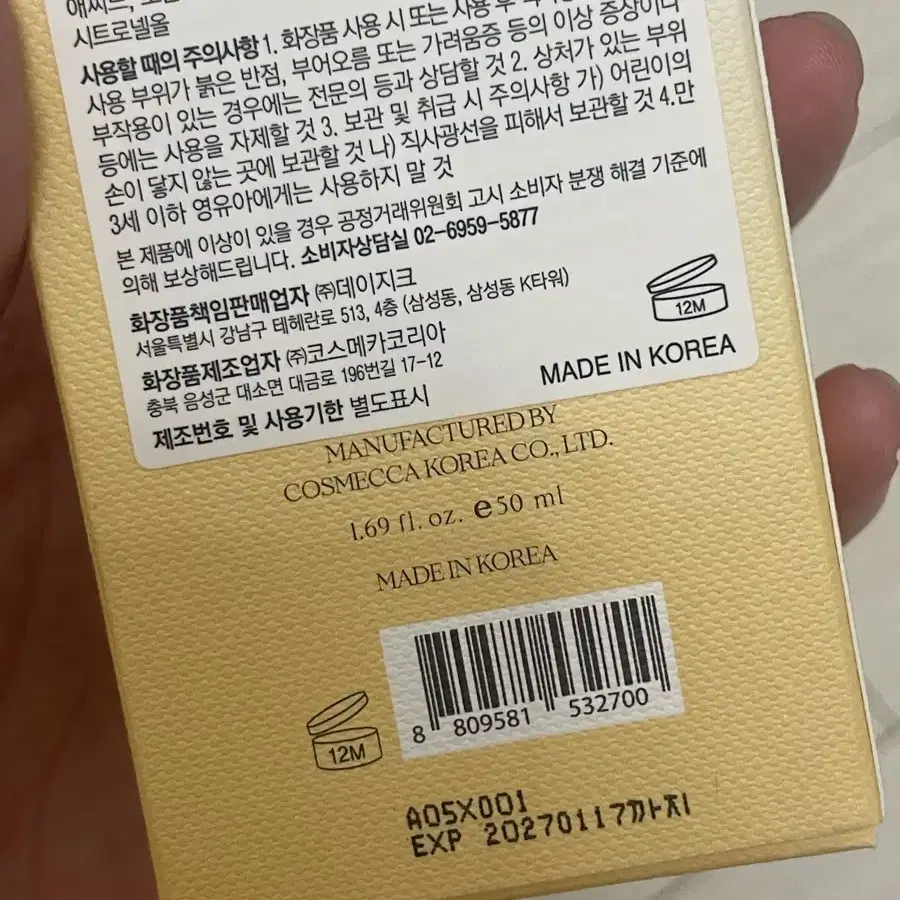 시트로넬올
사용할 때의 주의사항 1. 화장품 사용 시 또는 사용 후
사용 부위가 붉은 반점, 부어오름 또는 가려움증 등의 이상 증상이나
부작용이 있는 경우에는 전문의 등과 상담할 것 2. 상처가 있는 부위
등에는 사용을 자제할 것 3. 보관 및 취급 시 주의사항 가) 어린이의
손이 닿지 않는 곳에 보관할 것 나) 직사광선을 피해서 보관할 것 4.만
3세 이하 영유아에게는 사용하지 말 것
본 제품에 이상이 있을 경우 공정거래위원회 고시 소비자 분쟁 해결 기준에
의해 보상해드립니다. 소비자상담실 02-6959-5877
화장품책임판매업자 ㈜데이지크
서울특별시 강남구 테헤란로 513, 4층 (삼성동, 삼성동 K타워)
화장품제조업자 ㈜코스메카코리아
충북 음성군 대소면 대금로 196번길 17-12
제조번호 및 사용기한 별도표시
12M
MADE IN KOREA
MANUFACTURED BY
COSMECCA KOREA CO., LTD.
1.69 fl. oz. e50 ml
MADE IN KOREA
8 809581 532700
12M
A05X001
EXP 20270117까지